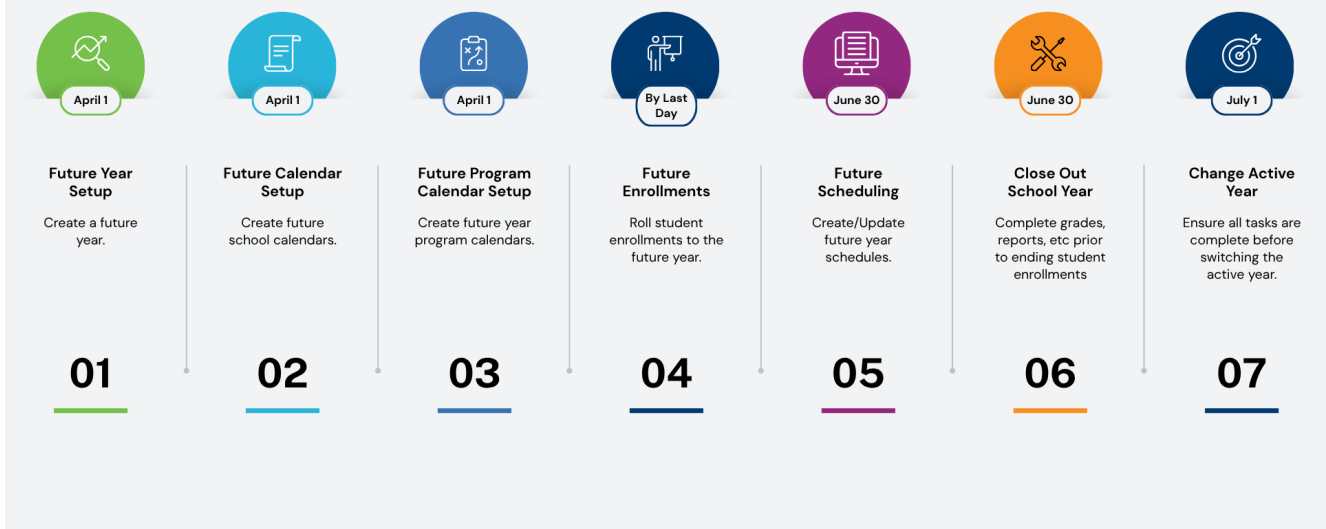 April 1
April 1
April 1
By Last
Day
June 30
June 30
July 1
Future Year
Setup
Create a future
year.
01
Future Calendar
Setup
Create future
school calendars.
02
Future Program
Calendar Setup
Create future year
program calendars.
03
Future
Enrollments
Roll student
enrollments to the
future year.
04
Future
Scheduling
Create/Update
future year
schedules.
05
Close Out
School Year
Complete grades,
reports, etc prior
to ending student
enrollments
06
Change Active
Year
Ensure all tasks are
complete before
switching the
active year.
07